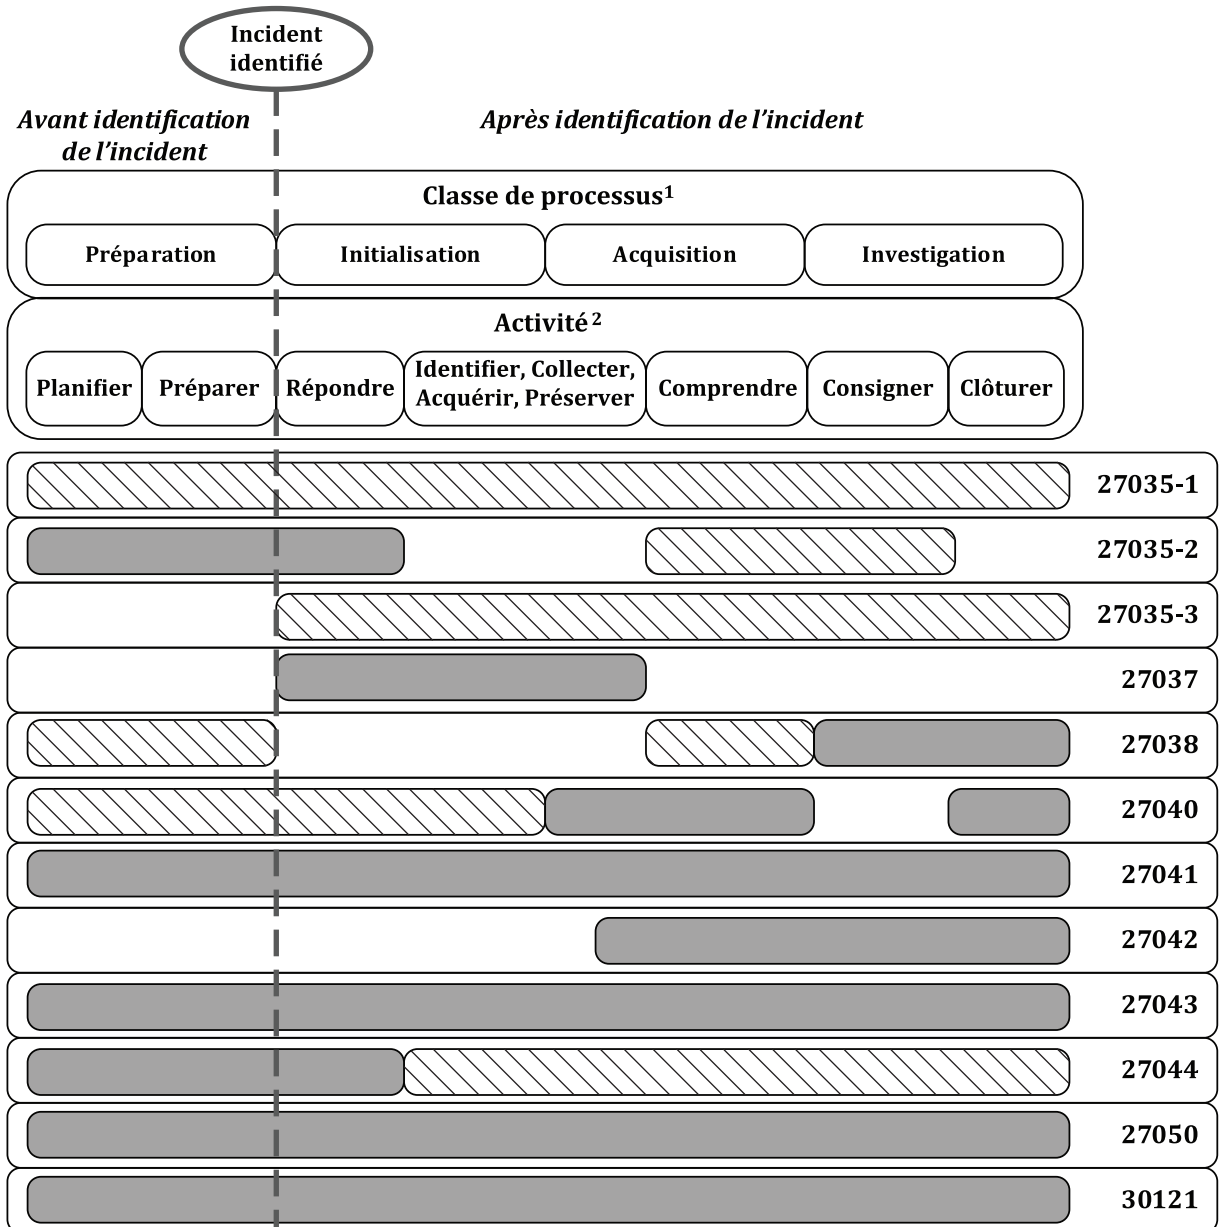 Incident
identifié
Avant identification
de l'incident
Après identification de l'incident
Classe de processus1
Préparation
Initialisation
Acquisition
Investigation
Activité2
Planifier
Préparer
Répondre
Identifier, Collecter,
Acquérir, Préserver
Comprendre
Consigner
Clôturer
27035-1
27035-2
27035-3
27037
27038
27040
27041
27042
27043
27044
27050
30121